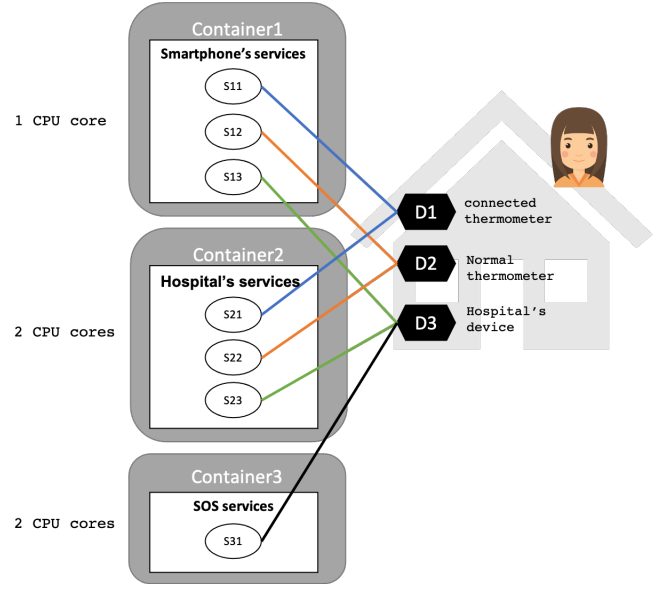 Container1
Smartphone's services
S11
S12
S13
1 CPU core
Container2
Hospital's services
S21
S22
S23
2 CPU cores
Container3
SOS services
S31
2 CPU cores
D1
connected
thermometer
D2
Normal
thermometer
D3
Hospital's
device